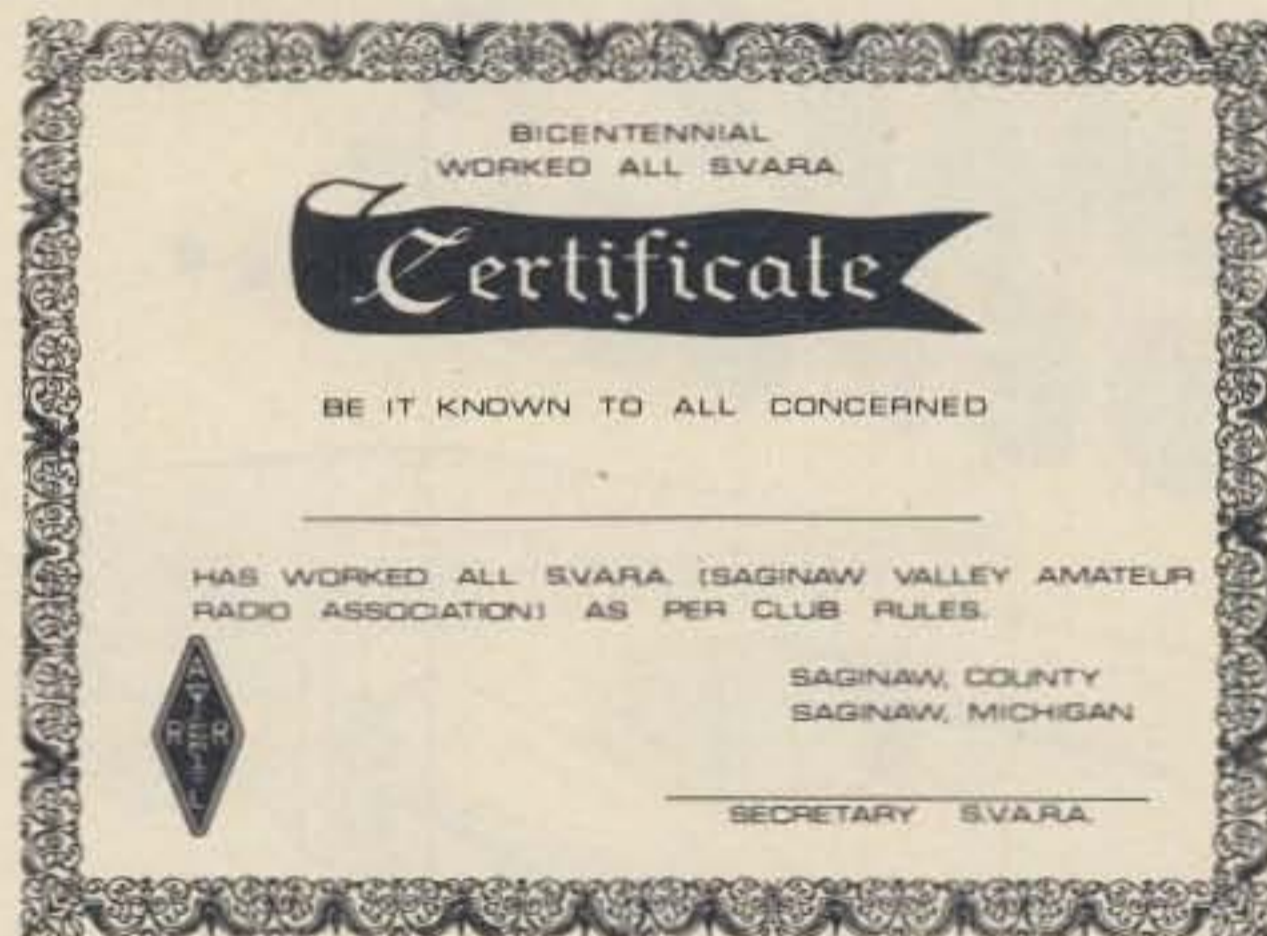 BICENTENNIAL
WORKED ALL S.V.A.R.A.
Certificate
BE IT KNOWN TO ALL CONCERNED
HAS WORKED ALL S.V.A.R.A. (SAGINAW VALLEY AMATEUR
RADIO ASSOCIATION) AS PER CLUB RULES.
A
R R
L
SAGINAW, COUNTY
SAGINAW, MICHIGAN
SECRETARY S.V.A.R.A.